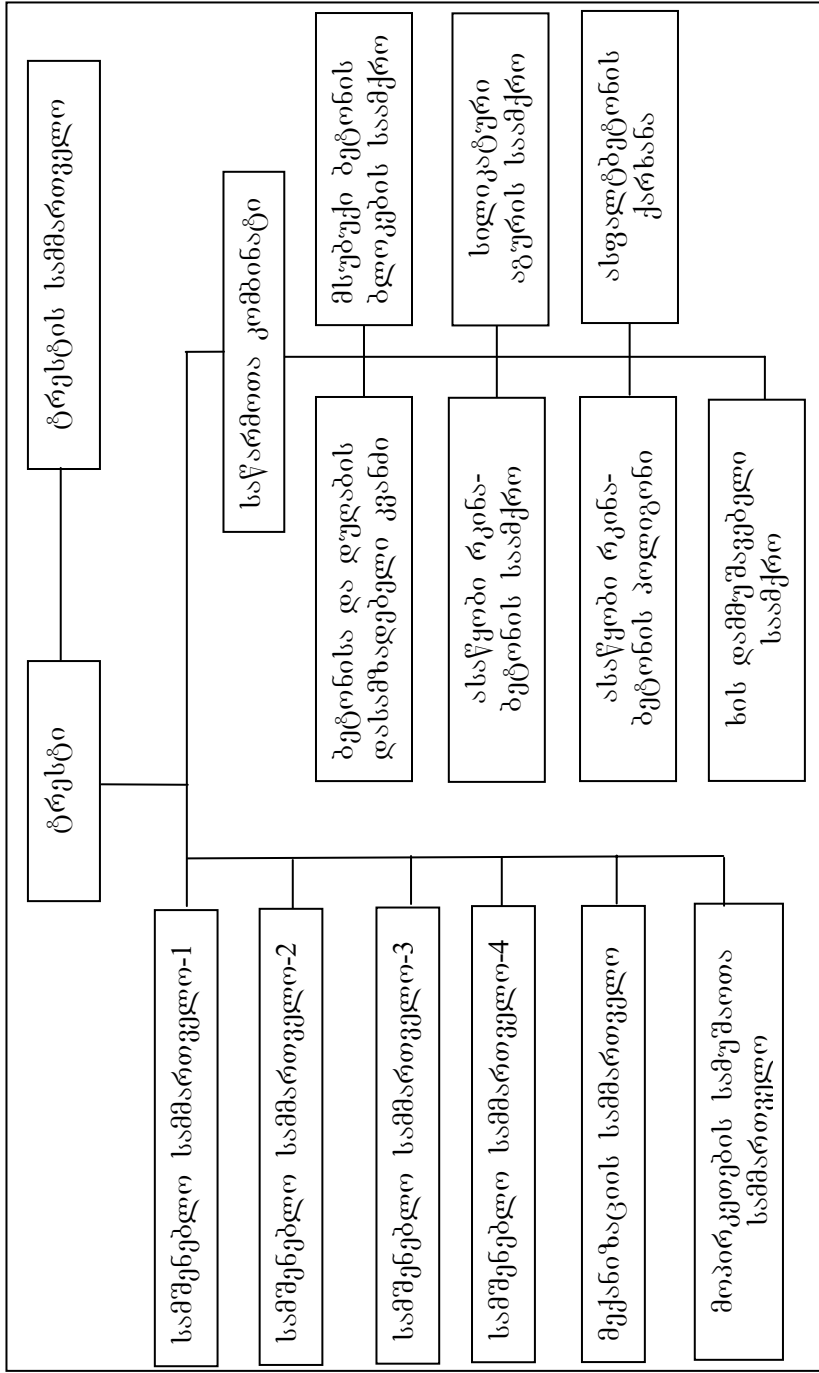 ტრესტი
ტრესტის სამმართველო
სამშენებლო სამმართველო-1
სამშენებლო სამმართველო-2
სამშენებლო სამმართველო-3
სამშენებლო სამმართველო-4
მექანიზაციის სამმართველო
მოპირკეთების სამუშაოთა
სამმართველო
საწარმოთა კომბინატი
ბეტონისა და დუღაბის
დასამზადებელი კვანძი
ასაწყობი რკინა-
ბეტონის საამქრო
ასაწყობი რკინა-
ბეტონის პოლიგონი
ხის დამმუშავებელი
საამქრო
მსუბუქი ბეტონის
ბლოკების საამქრო
სილიკატური
აგურის საამქრო
ასფალტბეტონის
ქარხანა